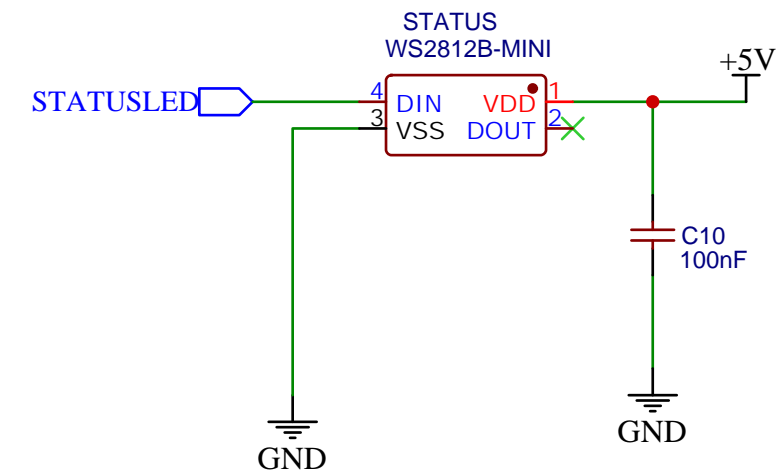 STATUS
WS2812B-MINI
+5V
STATUSLED
4
DIN
VDD
1
3
VSS
DOUT
2
C10
100nF
GND
GND